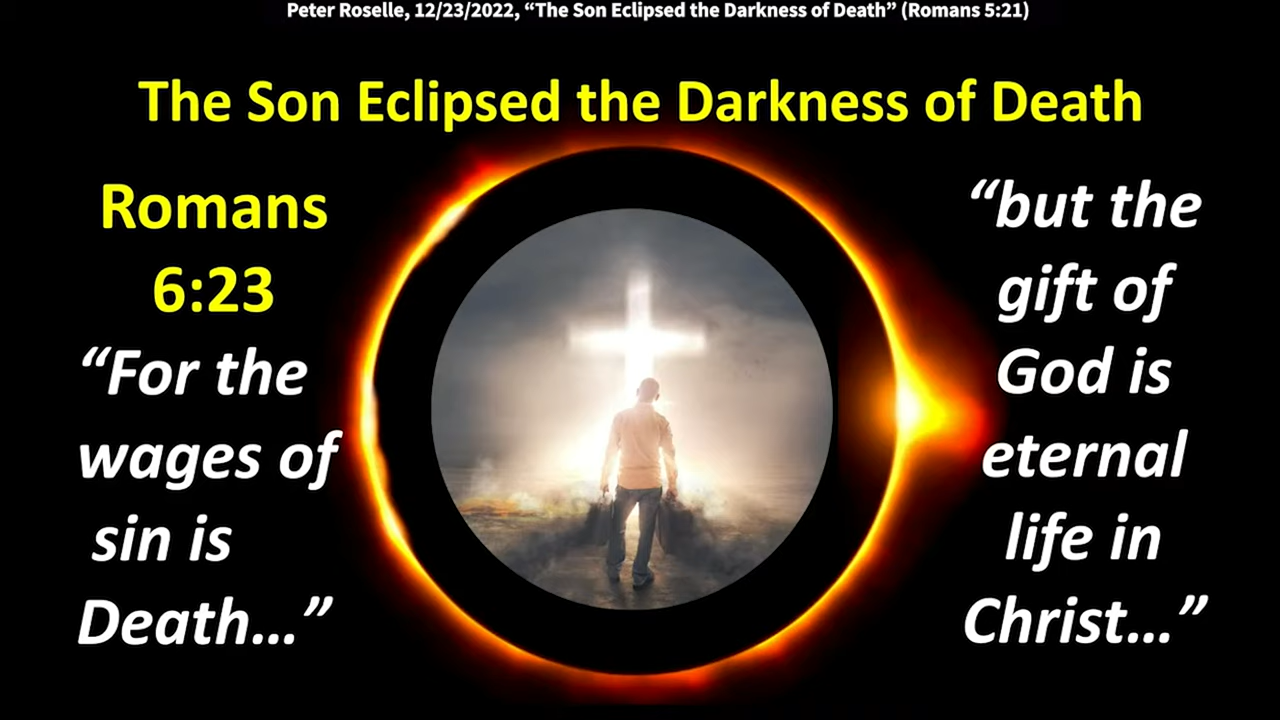 Peter Roselle, 12/23/2022, “The Son Eclipsed the Darkness of Death” (Romans 5:21)
The Son Eclipsed the Darkness of Death
Romans
6:23
“For the
wages of
sin is
Death...”
“but the
gift of
God is
eternal
life in
Christ...”